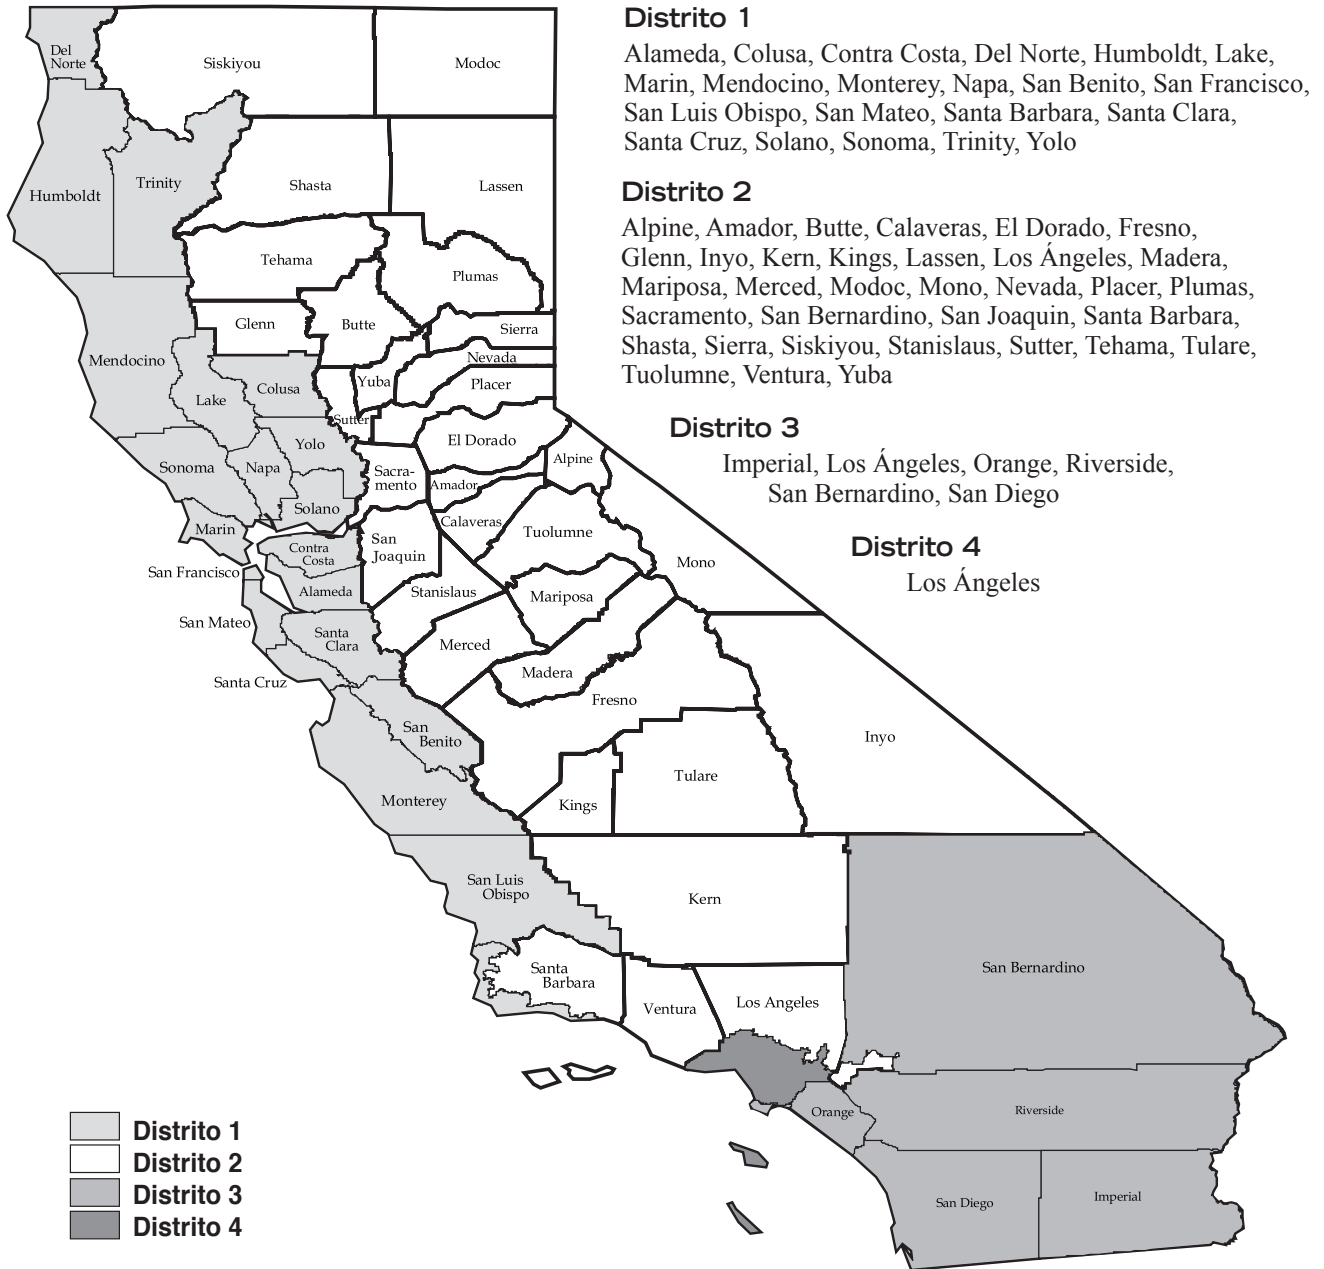 Distrito 1
Alameda, Colusa, Contra Costa, Del Norte, Humboldt, Lake,
Marin, Mendocino, Monterey, Napa, San Benito, San Francisco,
San Luis Obispo, San Mateo, Santa Barbara, Santa Clara,
Santa Cruz, Solano, Sonoma, Trinity, Yolo
Distrito 2
Alpine, Amador, Butte, Calaveras, El Dorado, Fresno,
Glenn, Inyo, Kern, Kings, Lassen, Los Ángeles, Madera,
Mariposa, Merced, Modoc, Mono, Nevada, Placer, Plumas,
Sacramento, San Bernardino, San Joaquin, Santa Barbara,
Shasta, Sierra, Siskiyou, Stanislaus, Sutter, Tehama, Tulare,
Tuolumne, Ventura, Yuba
Distrito 3
Imperial, Los Ángeles, Orange, Riverside,
San Bernardino, San Diego
Distrito 4
Los Ángeles
Del
Norte
Siskiyou
Modoc
Humboldt
Trinity
Shasta
Lassen
Tehama
Plumas
Glenn
Butte
Sierra
Mendocino
Nevada
Lake
Colusa
Yuba
Placer
Sutter
Yolo
El Dorado
Sonoma
Napa
Sacra-
mento
Alpine
Amador
Solano
Marin
Calaveras
Tuolumne
Contra
Costa
San
Joaquin
Mono
San Francisco
Alameda
Stanislaus
Mariposa
San Mateo
Santa
Clara
Merced
Madera
Santa Cruz
Fresno
San
Benito
Inyo
Tulare
Monterey
Kings
San Luis
Obispo
Kern
Santa
Barbara
San Bernardino
Ventura
Los Angeles
Orange
Riverside
San Diego
Imperial
Distrito 1
Distrito 2
Distrito 3
Distrito 4